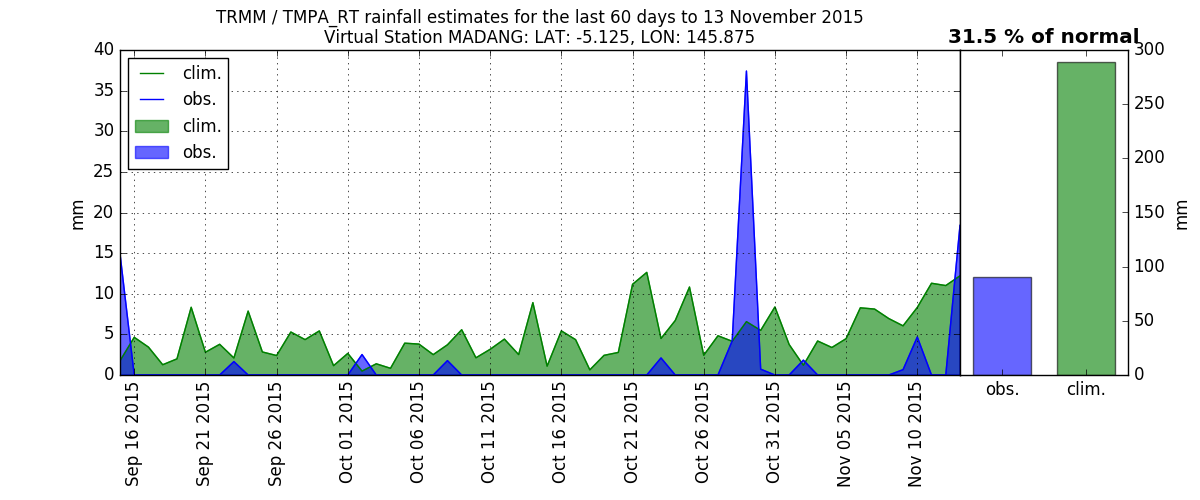 TRMM / TMPA_RT rainfall estimates for the last 60 days to 13 November 2015
Virtual Station MADANG: LAT: -5.125, LON: 145.875
31.5 % of normal
40
35
30
25
20
15
10
5
0
mm
clim.
obs.
clim.
obs.
Sep 16 2015
Sep 21 2015
Sep 26 2015
Oct 01 2015
Oct 06 2015
Oct 11 2015
Oct 16 2015
Oct 21 2015
Oct 26 2015
Oct 31 2015
Nov 05 2015
Nov 10 2015
obs.
clim.
300
250
200
150
100
50
0
mm